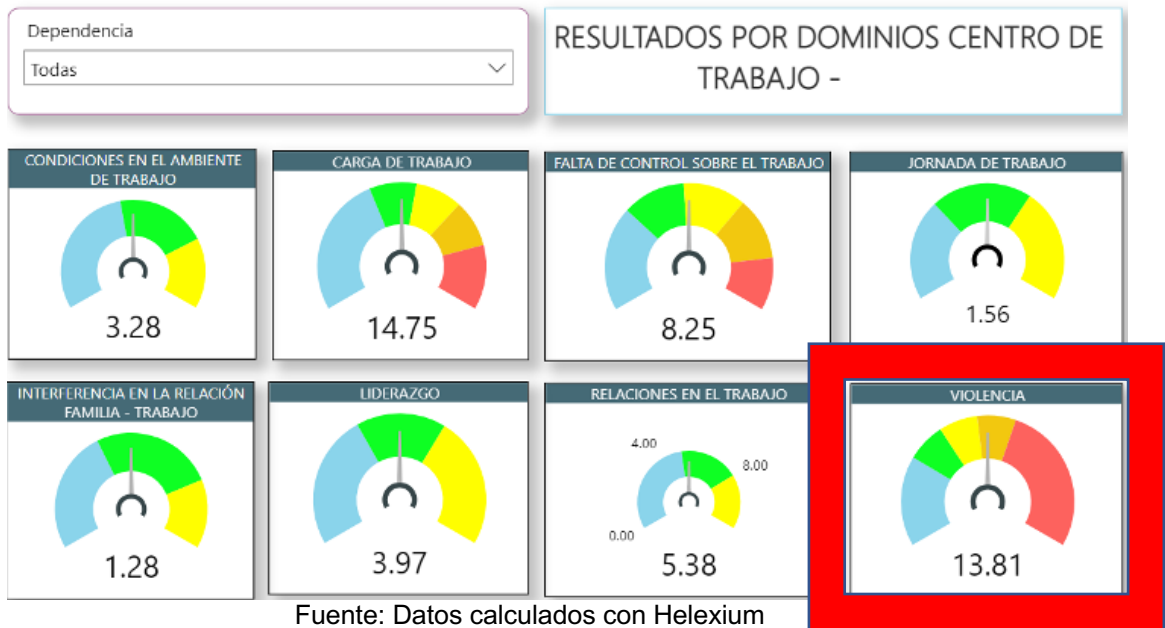 Dependencia
Todas
RESULTADOS POR DOMINIOS CENTRO DE
TRABAJO -
CONDICIONES EN EL AMBIENTE
DE TRABAJO
3.28
CARGA DE TRABAJO
14.75
FALTA DE CONTROL SOBRE EL TRABAJO
8.25
JORNADA DE TRABAJO
1.56
INTERFERENCIA EN LA RELACIÓN
FAMILIA - TRABAJO
1.28
LIDERAZGO
3.97
RELACIONES EN EL TRABAJO
4.00
8.00
0.00
5.38
VIOLENCIA
13.81
Fuente: Datos calculados con Helexium